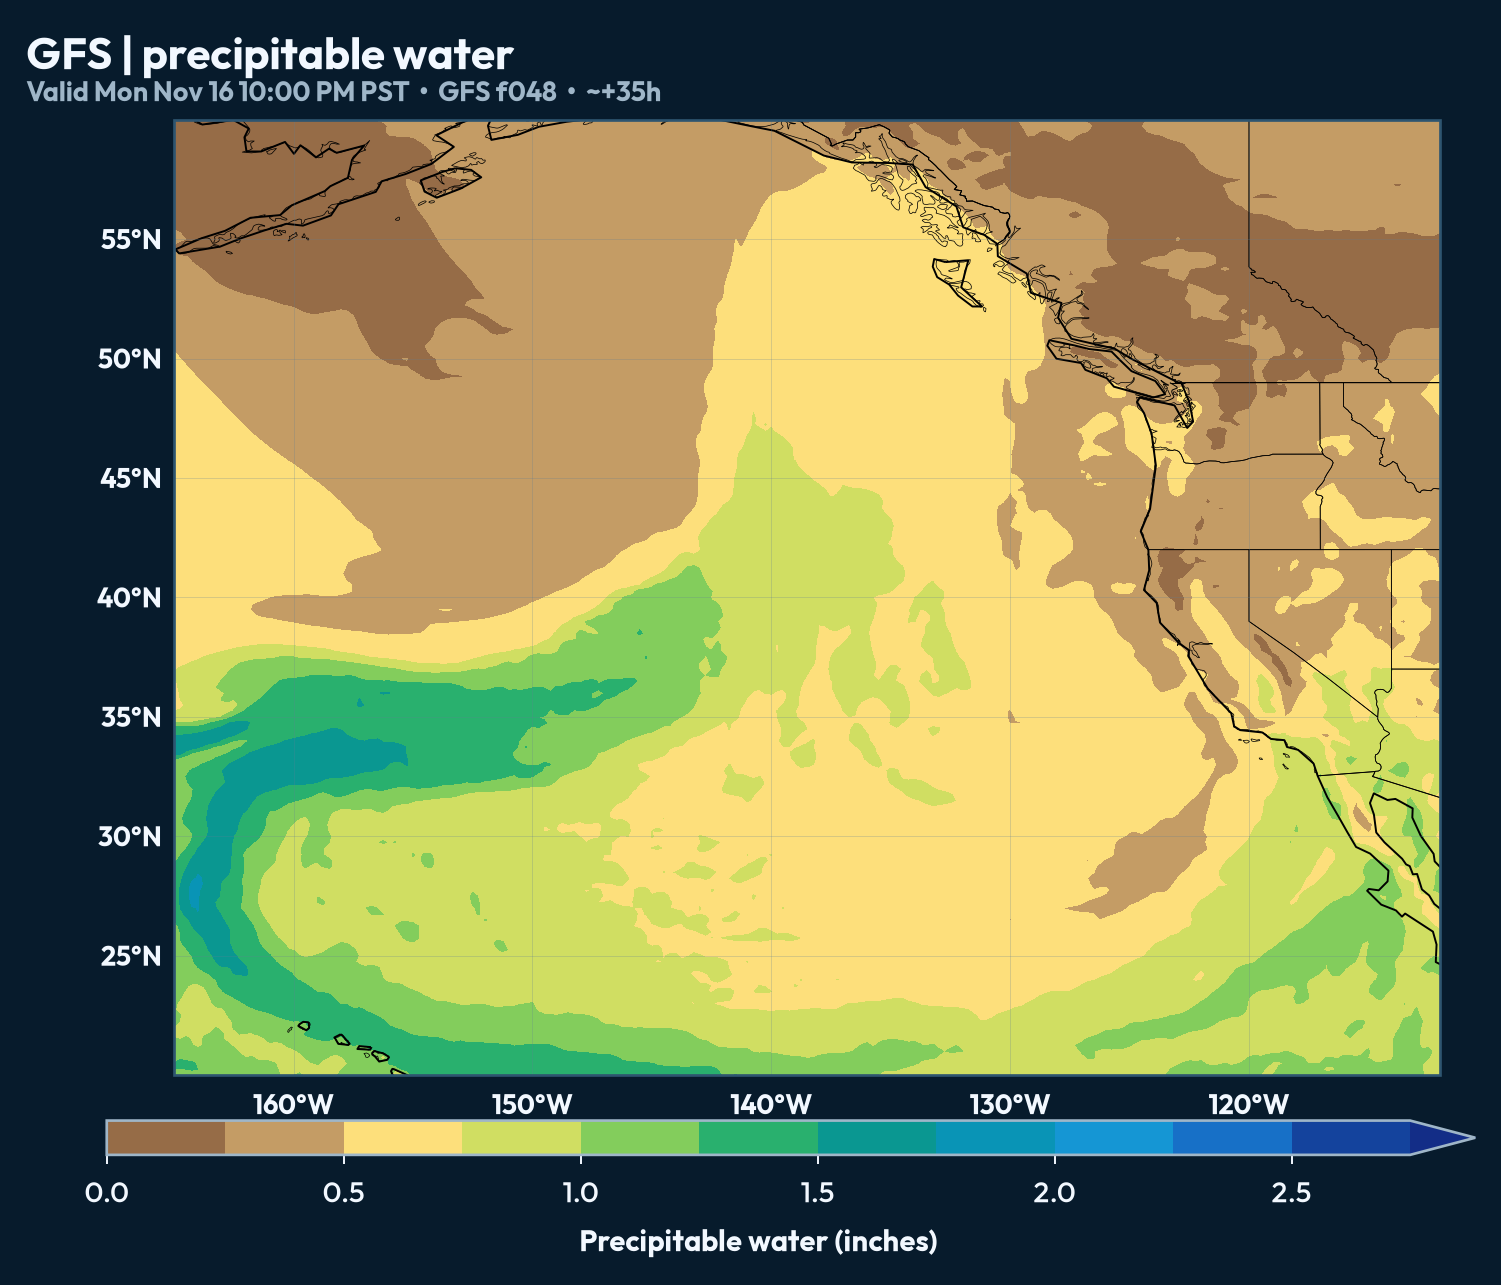 GFS | precipitable water
Valid Mon Nov 16 10:00 PM PST • GFS f048 • ~+35h
55°N
50°N
45°N
40°N
35°N
30°N
25°N
160°W 150°W 140°W 130°W 120°W
0.0 0.5 1.0 1.5 2.0 2.5
Precipitable water (inches)